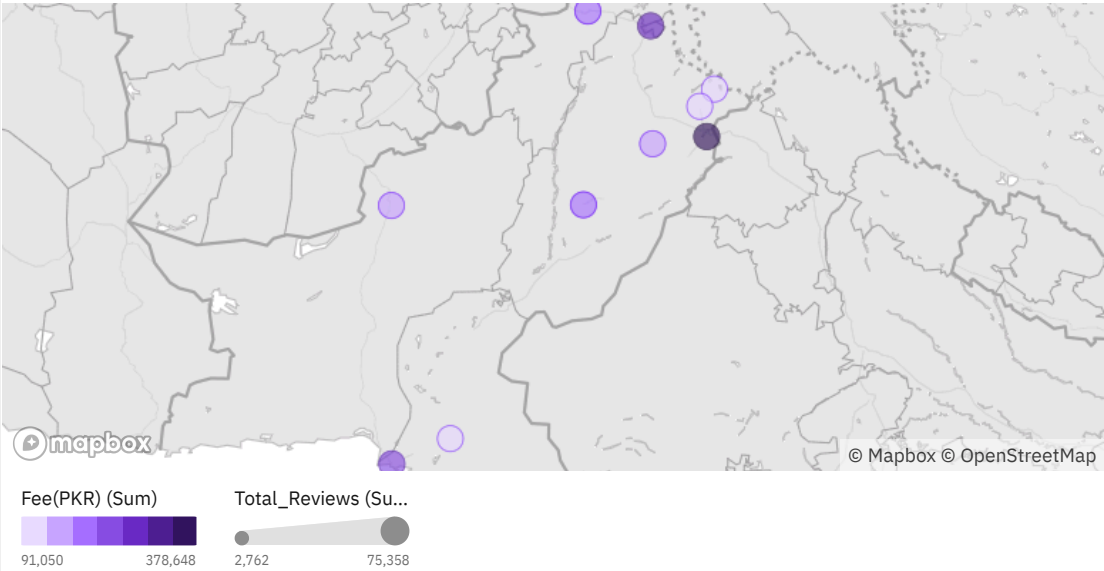 mapbox
© Mapbox © OpenStreetMap
Fee(PKR) (Sum)
91,050 378,648
Total_Reviews (Su...
2,762 75,358